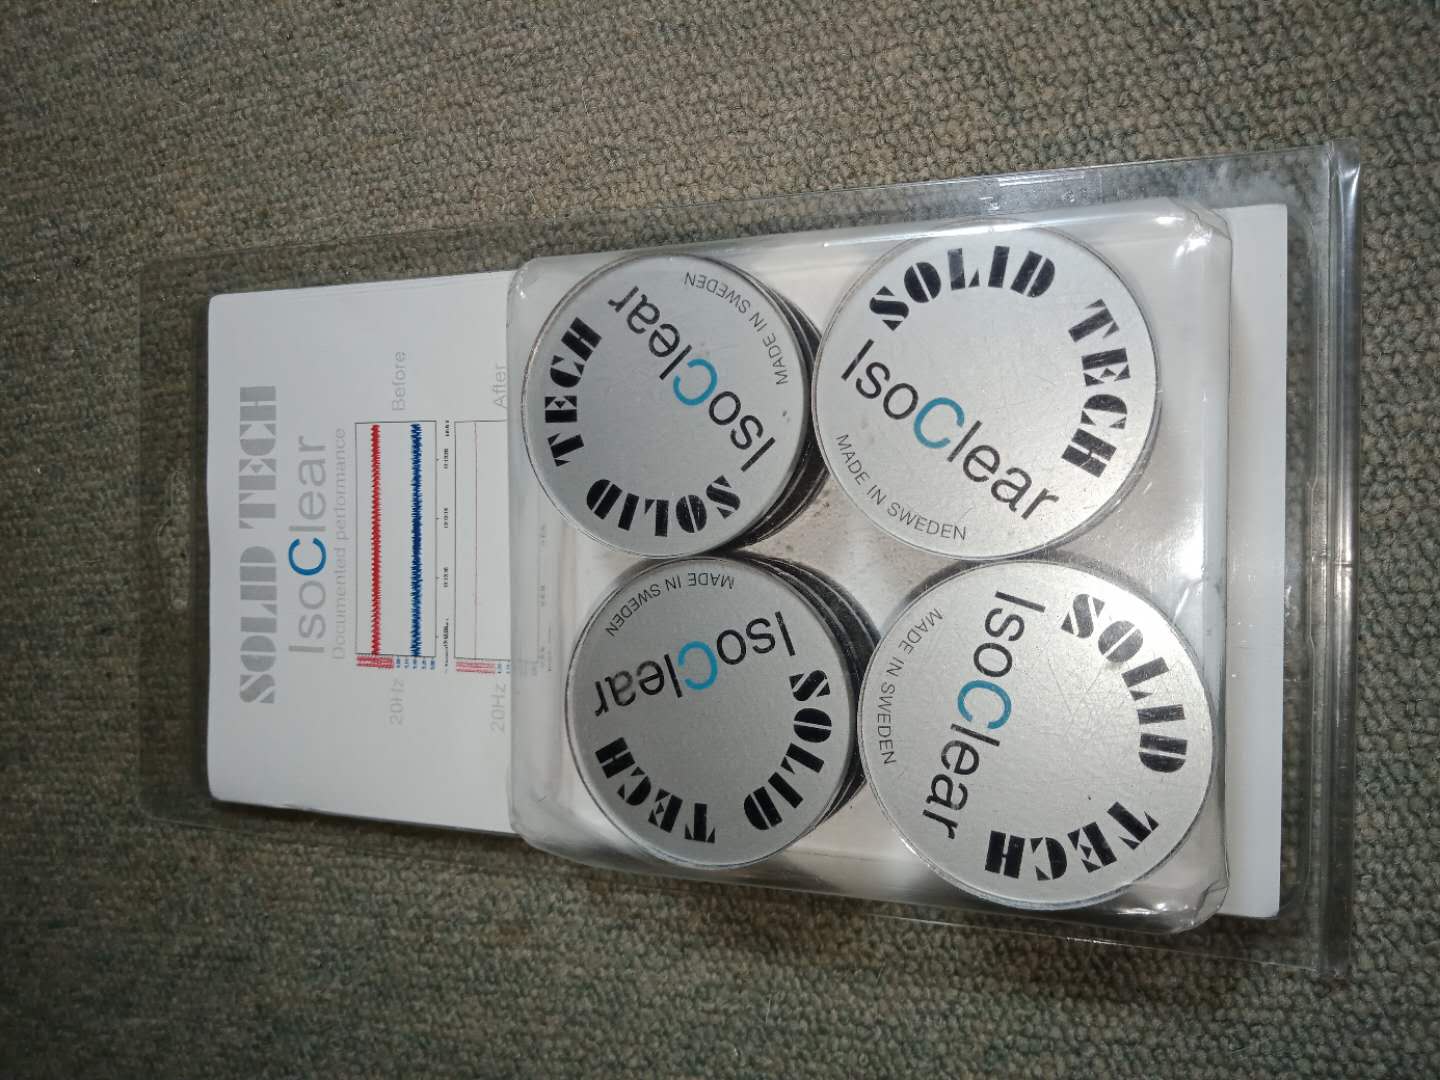 SOLID TECH
IsoClear
Documented performance
20Hz
Before
20Hz
After
SOLID TECH
IsoClear
MADE IN SWEDEN
SOLID TECH
IsoClear
MADE IN SWEDEN
SOLID TECH
IsoClear
MADE IN SWEDEN
SOLID TECH
IsoClear
MADE IN SWEDEN